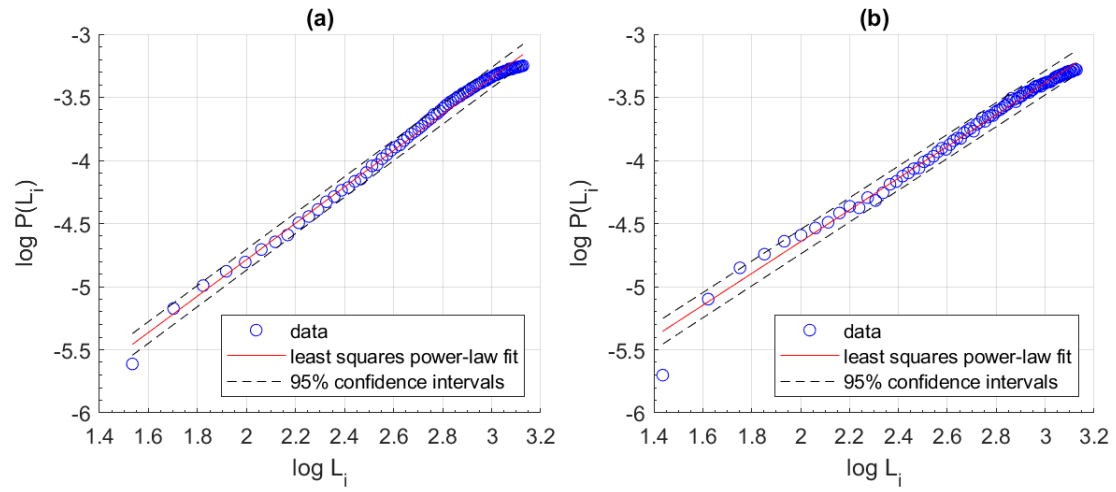 (a)
-3
-3.5
-4
-4.5
-5
-5.5
-6
log P(L_i)
1.4 1.6 1.8 2 2.2 2.4 2.6 2.8 3 3.2
log L_i
data
least squares power-law fit
95% confidence intervals
(b)
-3
-3.5
-4
-4.5
-5
-5.5
-6
log P(L_i)
1.4 1.6 1.8 2 2.2 2.4 2.6 2.8 3 3.2
log L_i
data
least squares power-law fit
95% confidence intervals